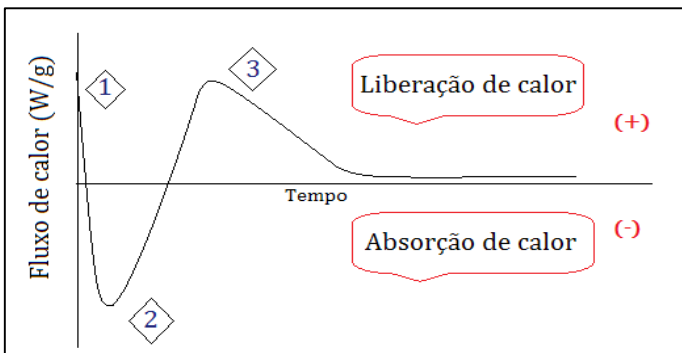 Fluxo de calor (W/g)
1
2
3
Liberação de calor
(+)
Tempo
Absorção de calor
(-)